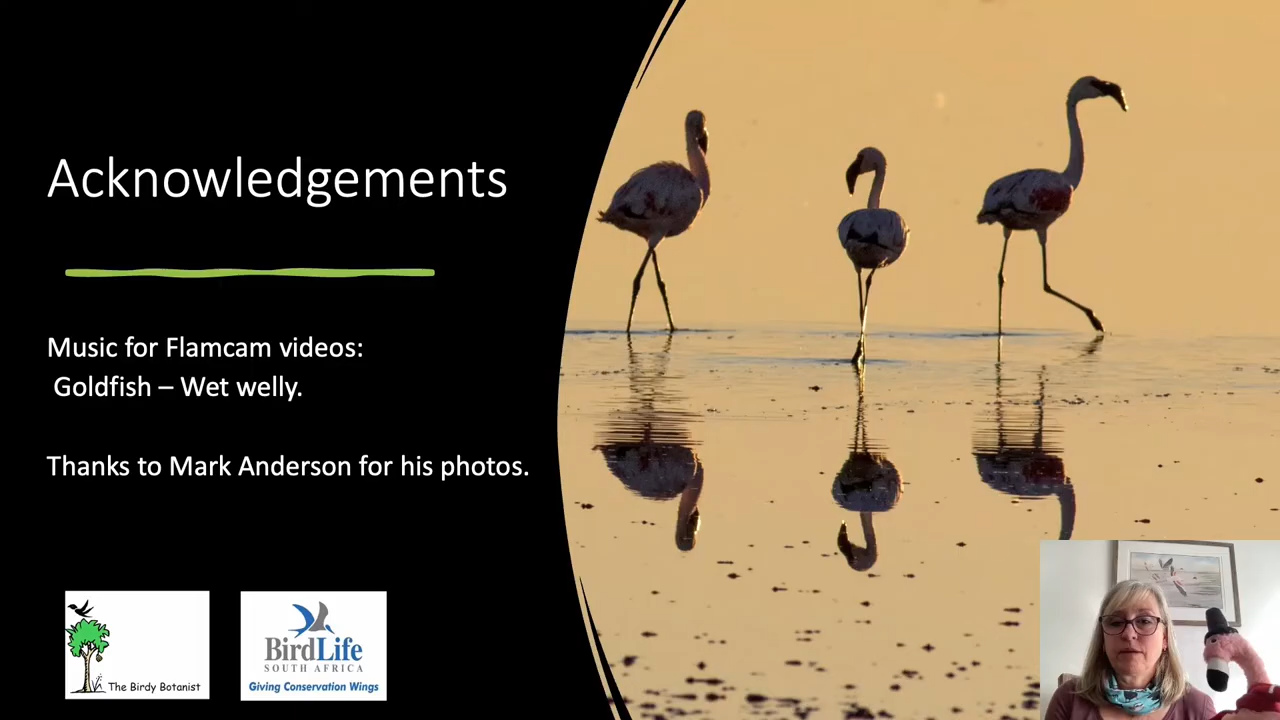 Acknowledgements
Music for Flamcam videos:
Goldfish – Wet welly.
Thanks to Mark Anderson for his photos.
The Birdy Botanist
BirdLife
SOUTH AFRICA
Giving Conservation Wings